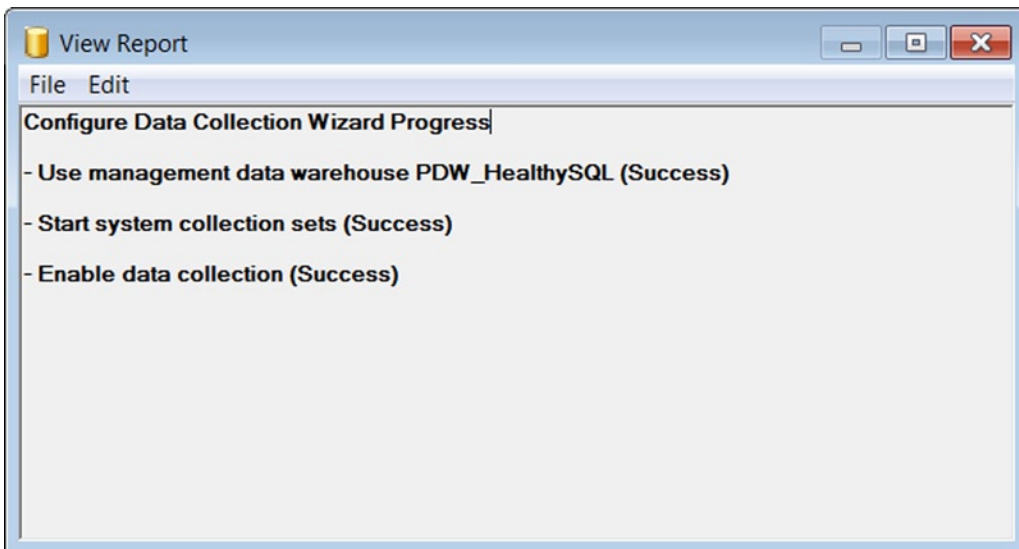 View Report
File Edit
Configure Data Collection Wizard Progress
- Use management data warehouse PDW_HealthySQL (Success)
- Start system collection sets (Success)
- Enable data collection (Success)